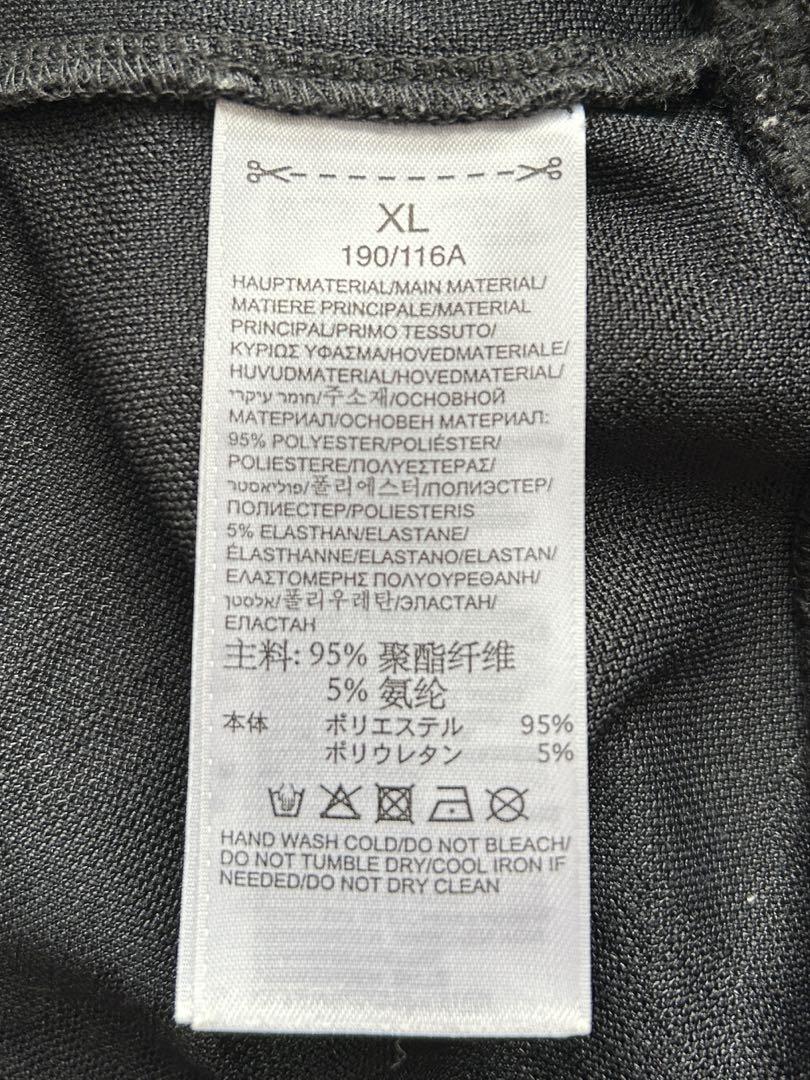 XL
190/116A
HAUPTMATERIAL/MAIN MATERIAL/
MATIERE PRINCIPALE/MATERIAL
PRINCIPAL/PRIMO TESSUTO/
ΚΥΡΙΩΣ ΥΦΑΣΜΑ/HOVEDMATERIALE/
HUVUDMATERIAL/HOVEDMATERIAL/
חומר עיקרי/주소재/ОСНОВНОЙ
МАТЕРИАЛ/ОСНОВЕН МАТЕРИАЛ:
95% POLYESTER/POLIÉSTER/
POLIESTERE/ΠΟΛΥΕΣΤΕΡΑΣ/
פוליאסטר/폴리에스터/ПОЛИЭСТЕР/
ПОЛИЕСТЕР/POLIESTERIS
5% ELASTHAN/ELASTANE/
ÉLASTHANNE/ELASTANO/ELASTAN/
ΕΛΑΣΤΟΜΕΡΗΣ ΠΟΛΥΟΥΡΕΘΑΝΗ/
אלסטן/폴리우레탄/ЭЛАСТАН/
ЕЛАСТАН
主料: 95% 聚酯纤维
5% 氨纶
本体 ポリエステル 95%
ポリウレタン 5%
HAND WASH COLD/DO NOT BLEACH/
DO NOT TUMBLE DRY/COOL IRON IF
NEEDED/DO NOT DRY CLEAN